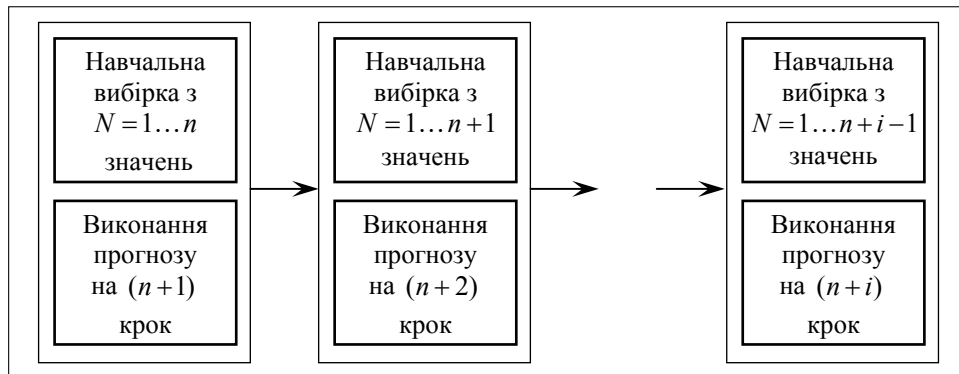 Навчальна
вибірка з
N = 1…n
значень
Виконання
прогнозу
на (n+1)
крок
Навчальна
вибірка з
N = 1…n+1
значень
Виконання
прогнозу
на (n+2)
крок
Навчальна
вибірка з
N = 1…n+i−1
значень
Виконання
прогнозу
на (n+i)
крок